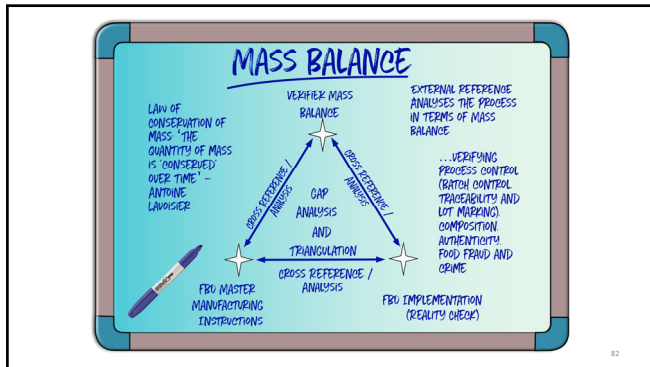 MASS BALANCE
LAW OF
CONSERVATION OF
MASS: "THE
QUANTITY OF MASS
IS 'CONSERVED'
OVER TIME" –
ANTOINE
LAVOISIER
VERIFIER MASS
BALANCE
EXTERNAL REFERENCE
ANALYSES THE PROCESS
IN TERMS OF MASS
BALANCE
...VERIFYING
PROCESS CONTROL
(BATCH CONTROL,
TRACEABILITY AND
LOT MARKING),
COMPOSITION,
AUTHENTICITY,
FOOD FRAUD AND
CRIME
CROSS REFERENCE /
ANALYSIS
CROSS REFERENCE /
ANALYSIS
GAP
ANALYSIS
AND
TRIANGULATION
CROSS REFERENCE /
ANALYSIS
FBO MASTER
MANUFACTURING
INSTRUCTIONS
FBO IMPLEMENTATION
(REALITY CHECK)
82